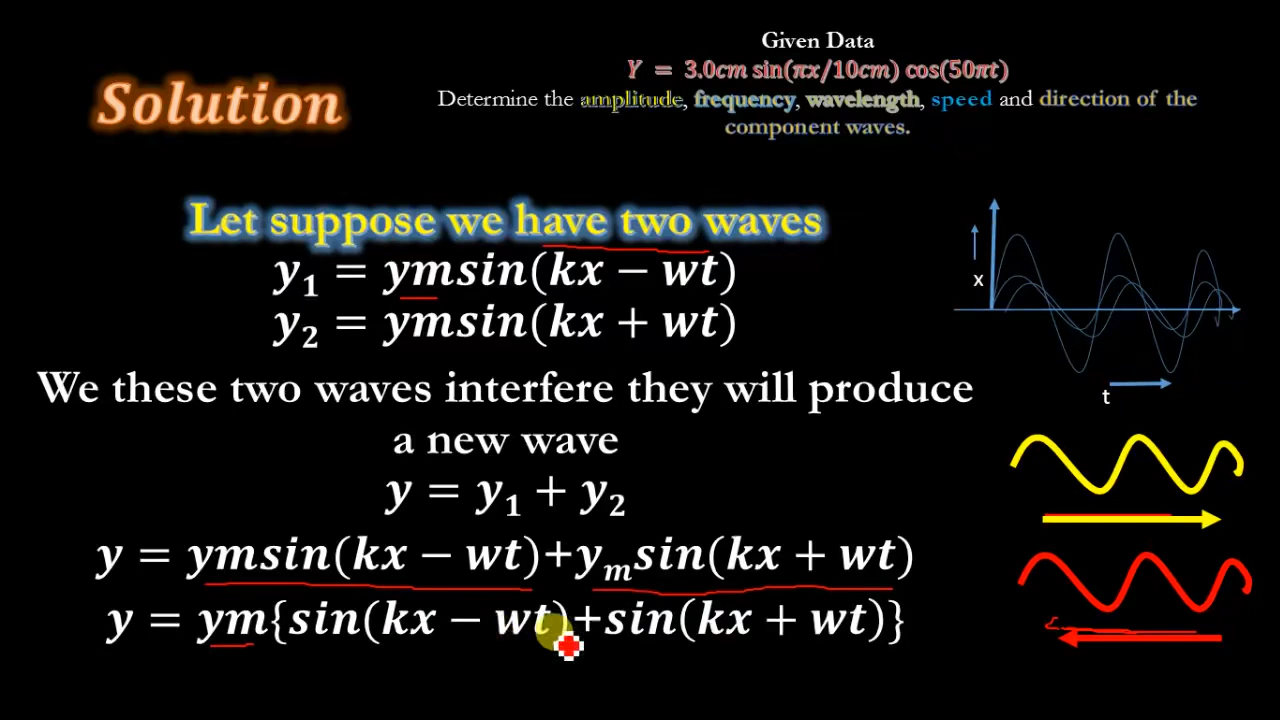 Given Data
Y = 3.0cm sin(πx/10cm) cos(50πt)
Determine the amplitude, frequency, wavelength, speed and direction of the
component waves.
Solution
Let suppose we have two waves
y₁ = ymsin(kx − wt)
y₂ = ymsin(kx + wt)
We these two waves interfere they will produce
a new wave
y = y₁ + y₂
y = ymsin(kx − wt)+yₘsin(kx + wt)
y = ym{sin(kx − wt)+sin(kx + wt)}
x
t